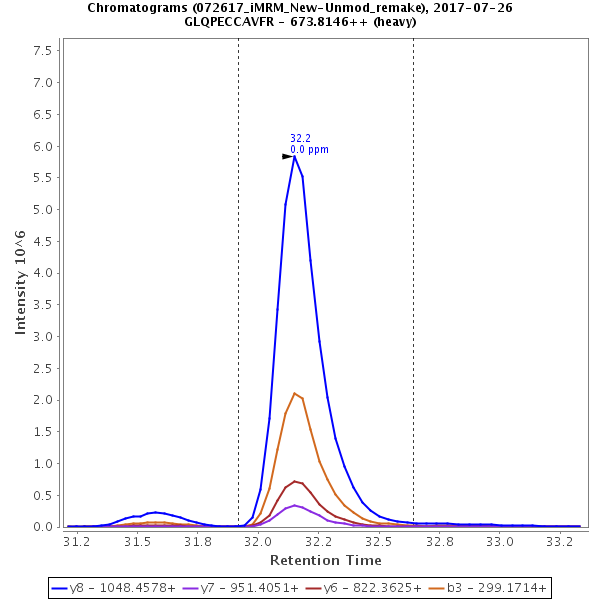 Chromatograms (072617_iMRM_New-Unmod_remake), 2017-07-26
GLQPECCAVFR - 673.8146++ (heavy)
7.5
7.0
6.5
6.0
5.5
5.0
4.5
4.0
3.5
3.0
2.5
2.0
1.5
1.0
0.5
0.0
Intensity 10^6
32.2
0.0 ppm
31.2
31.5
31.8
32.0
32.2
32.5
32.8
33.0
33.2
Retention Time
y8 - 1048.4578+
y7 - 951.4051+
y6 - 822.3625+
b3 - 299.1714+